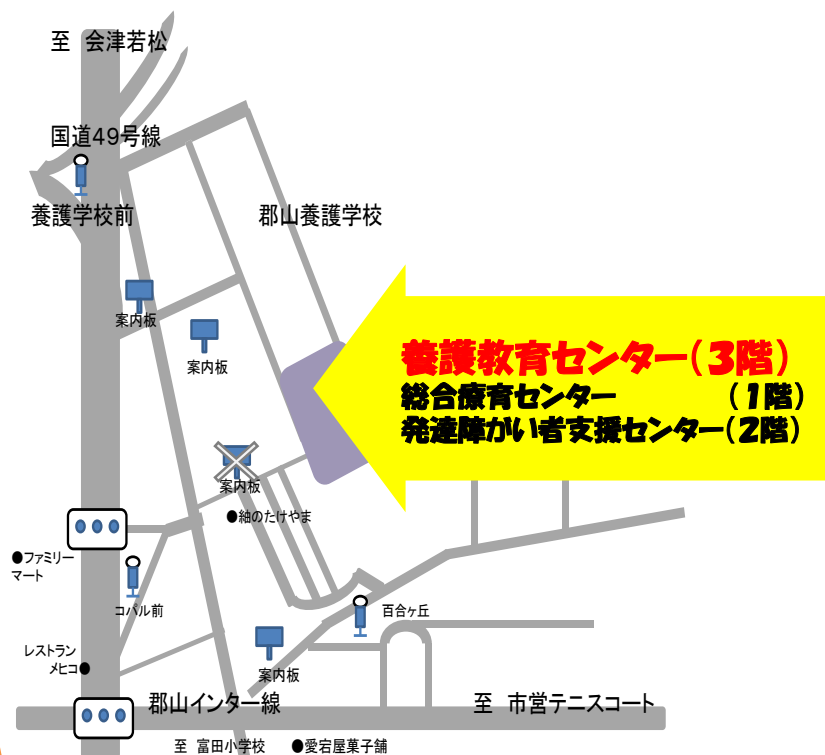 至 会津若松
国道49号線
養護学校前
郡山養護学校
案内板
案内板
養護教育センター（3階）
総合療育センター （1階）
発達障がい者支援センター（2階）
案内板
●紬のたけやま
●ファミリー
マート
コパル前
百合ヶ丘
レストラン
メヒコ●
案内板
郡山インター線
至 市営テニスコート
至 富田小学校
●愛宕屋菓子舗